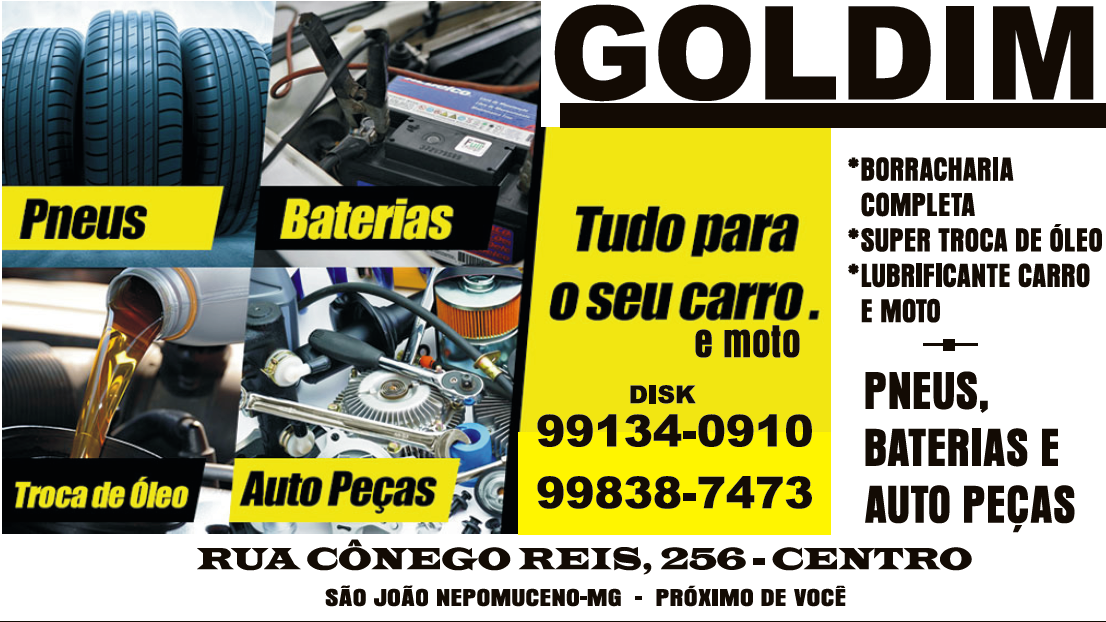 GOLDIM
Pneus
Baterias
Troca de Óleo
Auto Peças
Tudo para
o seu carro.
e moto
DISK
99134-0910
99838-7473
*BORRACHARIA
COMPLETA
*SUPER TROCA DE ÓLEO
*LUBRIFICANTE CARRO
E MOTO
PNEUS,
BATERIAS E
AUTO PEÇAS
RUA CÔNEGO REIS, 256 - CENTRO
SÃO JOÃO NEPOMUCENO-MG - PRÓXIMO DE VOCÊ